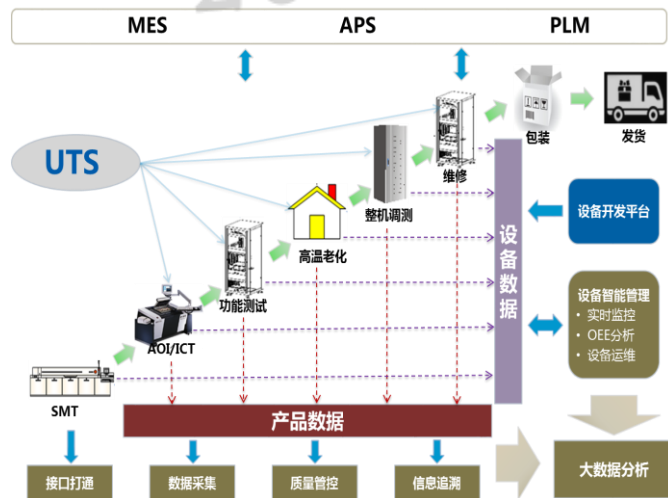 MES
APS
PLM
包装
发货
UTS
维修
整机调测
高温老化
功能测试
AOI/ICT
SMT
设备数据
设备开发平台
设备智能管理
• 实时监控
• OEE分析
• 设备运维
产品数据
接口打通
数据采集
质量管控
信息追溯
大数据分析